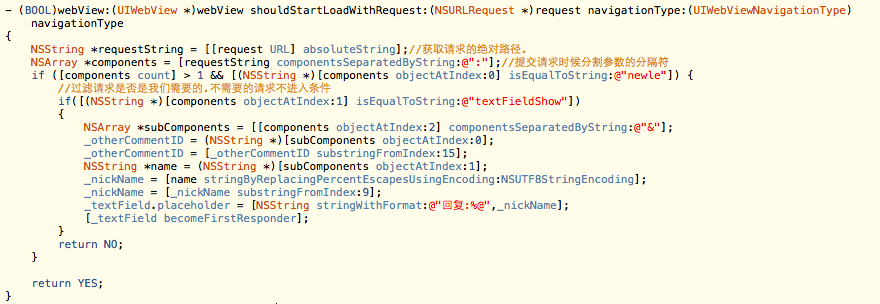 - (BOOL)webView:(UIWebView *)webView shouldStartLoadWithRequest:(NSURLRequest *)request navigationType:(UIWebViewNavigationType)
navigationType
{
NSString *requestString = [[request URL] absoluteString];//获取请求的绝对路径.
NSArray *components = [requestString componentsSeparatedByString:@":"];//提交请求时候分割参数的分隔符
if ([components count] > 1 && [(NSString *)[components objectAtIndex:0] isEqualToString:@"newle"]) {
//过滤请求是否是我们需要的.不需要的请求不进入条件
if([(NSString *)[components objectAtIndex:1] isEqualToString:@"textFieldShow"])
{
NSArray *subComponents = [[components objectAtIndex:2] componentsSeparatedByString:@"&"];
_otherCommentID = (NSString *)[subComponents objectAtIndex:0];
_otherCommentID = [_otherCommentID substringFromIndex:15];
NSString *name = (NSString *)[subComponents objectAtIndex:1];
_nickName = [name stringByReplacingPercentEscapesUsingEncoding:NSUTF8StringEncoding];
_nickName = [_nickName substringFromIndex:9];
_textField.placeholder = [NSString stringWithFormat:@"回复:%@",_nickName];
[_textField becomeFirstResponder];
}
return NO;
}
return YES;
}